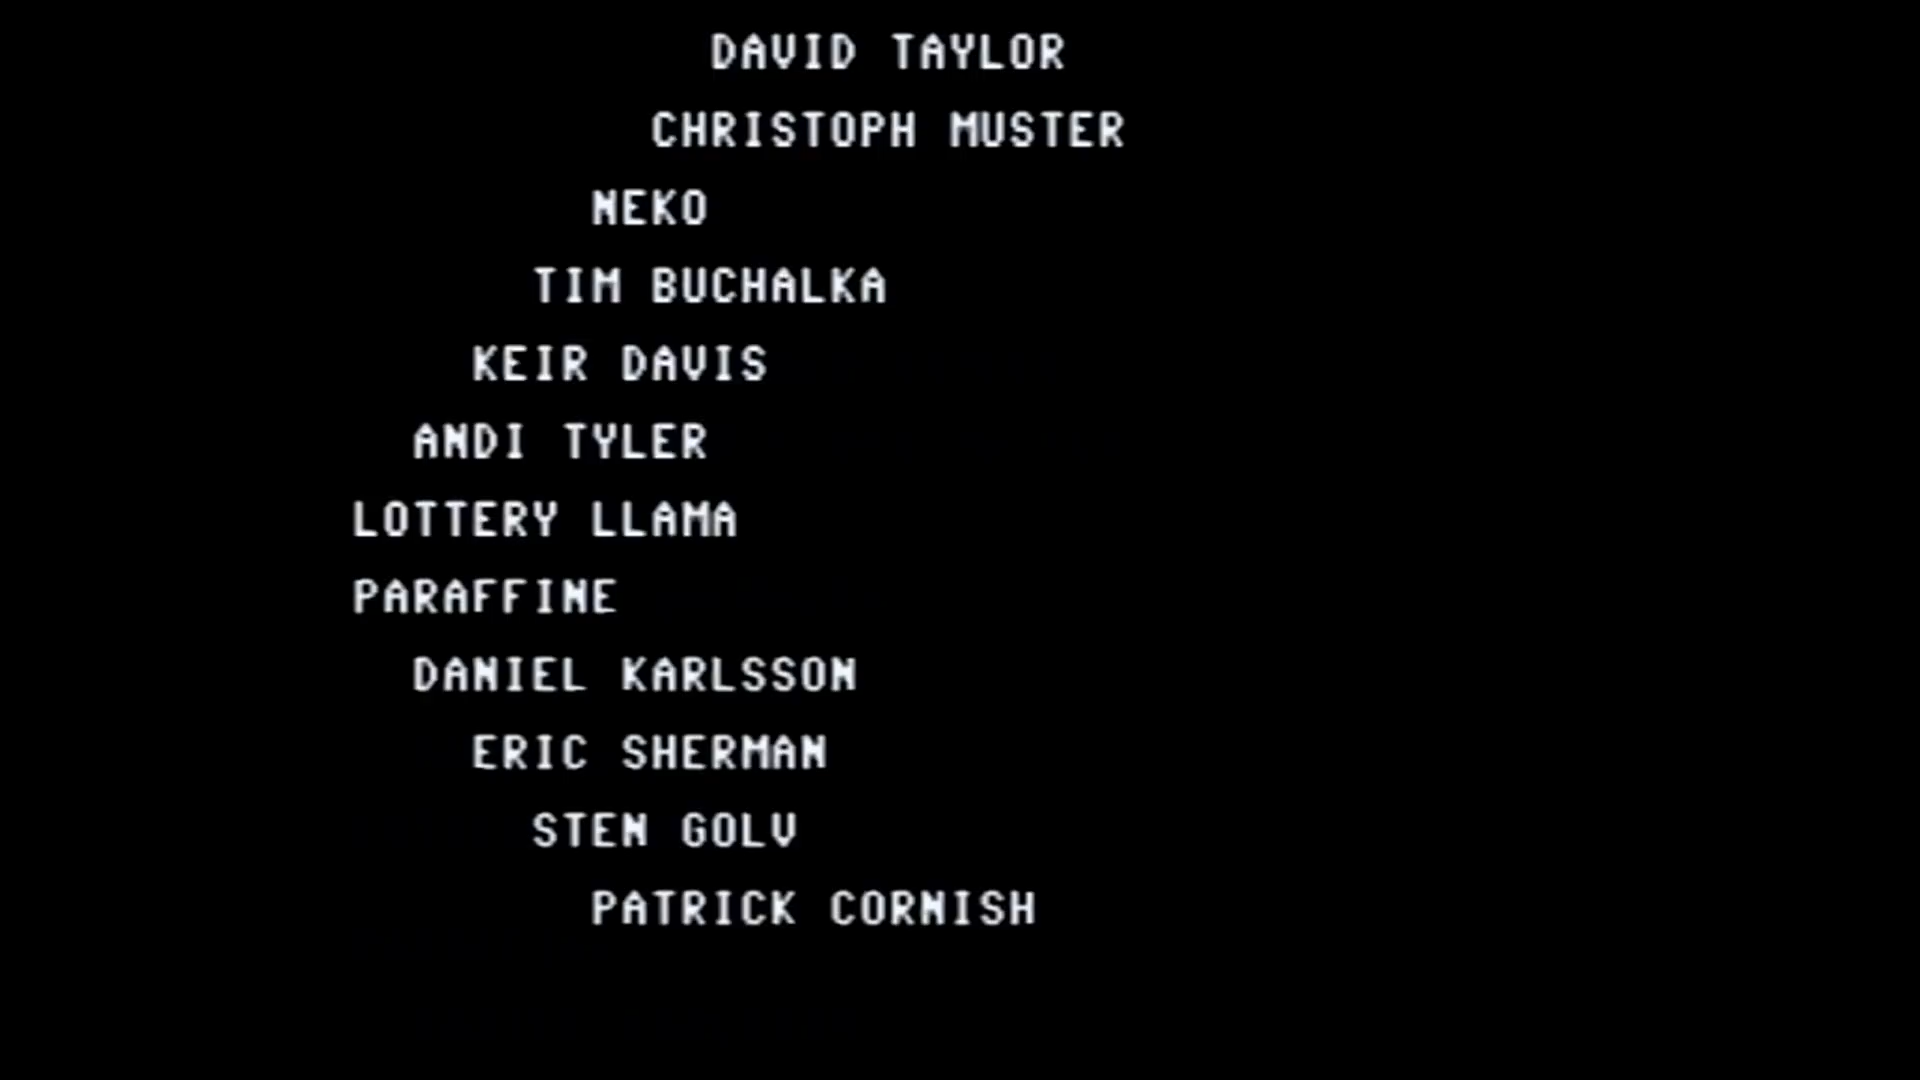 DAVID TAYLOR
CHRISTOPH MUSTER
NEKO
TIM BUCHALKA
KEIR DAVIS
ANDI TYLER
LOTTERY LLAMA
PARAFFINE
DANIEL KARLSSON
ERIC SHERMAN
STEN GOLV
PATRICK CORNISH